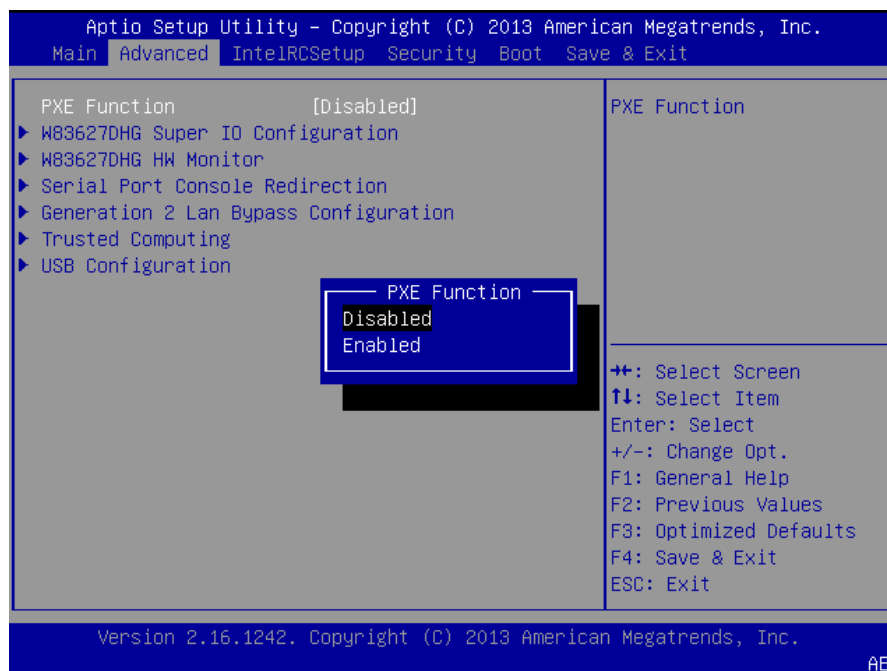 Aptio Setup Utility – Copyright (C) 2013 American Megatrends, Inc.
Main Advanced IntelRCSetup Security Boot Save & Exit
PXE Function [Disabled]
W83627DHG Super IO Configuration
W83627DHG HW Monitor
Serial Port Console Redirection
Generation 2 Lan Bypass Configuration
Trusted Computing
USB Configuration
PXE Function
Disabled
Enabled
PXE Function
→←: Select Screen
↑↓: Select Item
Enter: Select
+/-: Change Opt.
F1: General Help
F2: Previous Values
F3: Optimized Defaults
F4: Save & Exit
ESC: Exit
Version 2.16.1242. Copyright (C) 2013 American Megatrends, Inc.